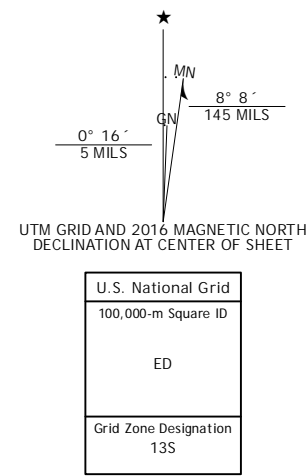 MN
GN
8° 8´
145 MILS
0° 16´
5 MILS
UTM GRID AND 2016 MAGNETIC NORTH
DECLINATION AT CENTER OF SHEET
U.S. National Grid
100,000-m Square ID
ED
Grid Zone Designation
13S